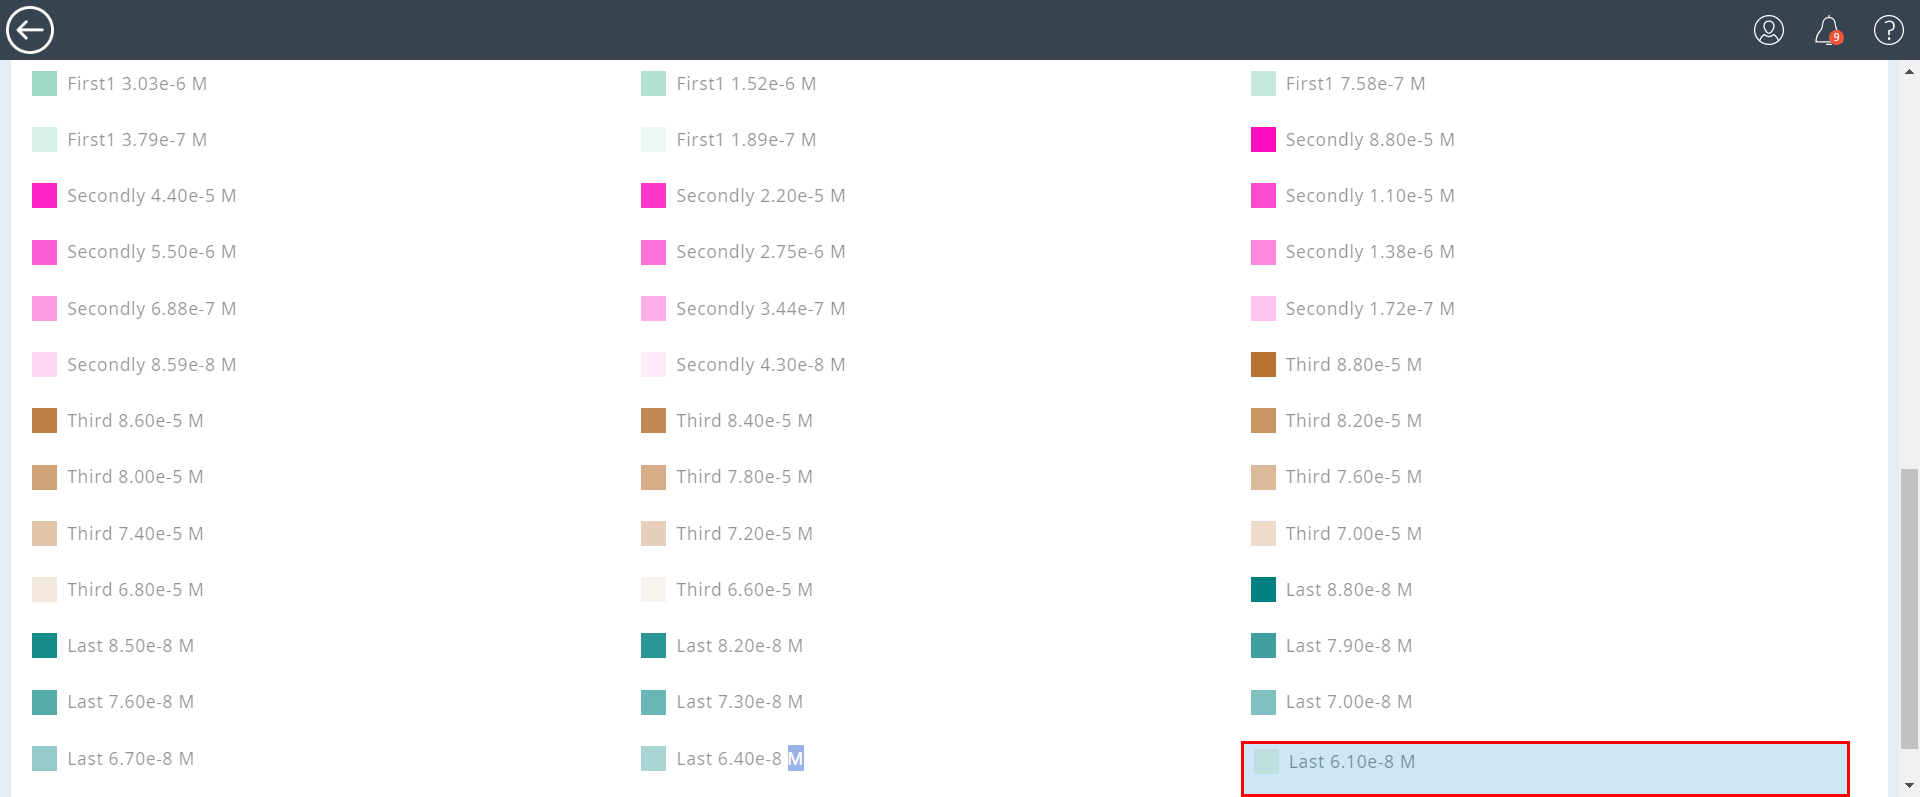 9 ?
First1 3.03e-6 M First1 1.52e-6 M First1 7.58e-7 M
First1 3.79e-7 M First1 1.89e-7 M Secondly 8.80e-5 M
Secondly 4.40e-5 M Secondly 2.20e-5 M Secondly 1.10e-5 M
Secondly 5.50e-6 M Secondly 2.75e-6 M Secondly 1.38e-6 M
Secondly 6.88e-7 M Secondly 3.44e-7 M Secondly 1.72e-7 M
Secondly 8.59e-8 M Secondly 4.30e-8 M Third 8.80e-5 M
Third 8.60e-5 M Third 8.40e-5 M Third 8.20e-5 M
Third 8.00e-5 M Third 7.80e-5 M Third 7.60e-5 M
Third 7.40e-5 M Third 7.20e-5 M Third 7.00e-5 M
Third 6.80e-5 M Third 6.60e-5 M Last 8.80e-8 M
Last 8.50e-8 M Last 8.20e-8 M Last 7.90e-8 M
Last 7.60e-8 M Last 7.30e-8 M Last 7.00e-8 M
Last 6.70e-8 M Last 6.40e-8 M Last 6.10e-8 M